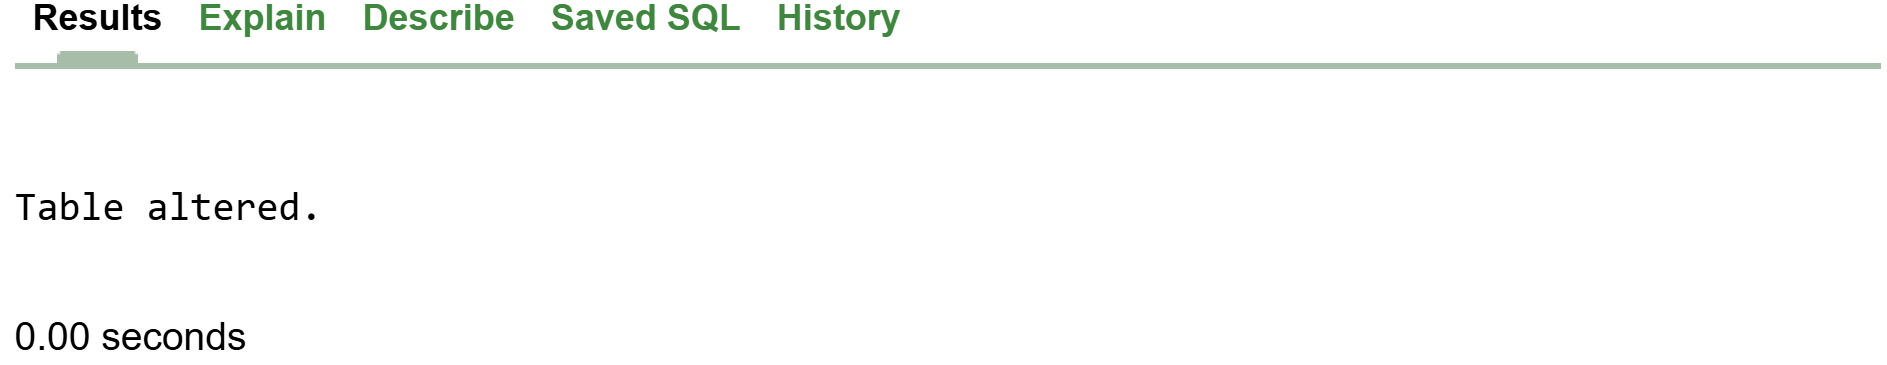 Results Explain Describe Saved SQL History
Table altered.
0.00 seconds